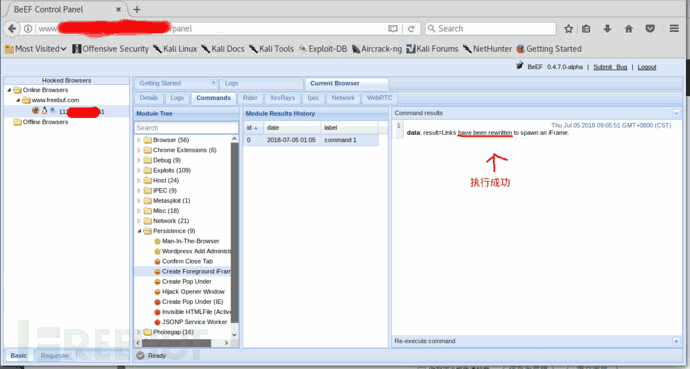 BeEF Control Panel
www
/panel
Search
Most Visited
Offensive Security
Kali Linux
Kali Docs
Kali Tools
Exploit-DB
Aircrack-ng
Kali Forums
NetHunter
Getting Started
BeEF 0.4.7.0-alpha | Submit Bug | Logout
Hooked Browsers
Online Browsers
www.freebuf.com
Offline Browsers
Getting Started
Logs
Current Browser
Details
Logs
Commands
Rider
XssRays
Ipec
Network
WebRTC
Module Tree
Search
Browser (56)
Chrome Extensions (6)
Debug (9)
Exploits (109)
Host (24)
IPEC (9)
Metasploit (1)
Misc (18)
Network (21)
Persistence (9)
Man-In-The-Browser
Wordpress Add Administr
Confirm Close Tab
Create Foreground iFram
Create Pop Under
Hijack Opener Window
Create Pop Under (IE)
Invisible HTMLFile (Active
JSONP Service Worker
Phonegap (16)
Module Results History
id
date
label
0
2018-07-05 01:05
command 1
Command results
1
Thu Jul 05 2018 09:05:51 GMT+0800 (CST)
data: result=Links have been rewritten to spawn an iFrame.
执行成功
Re-execute command
Basic
Requester
Ready
FREEBUF